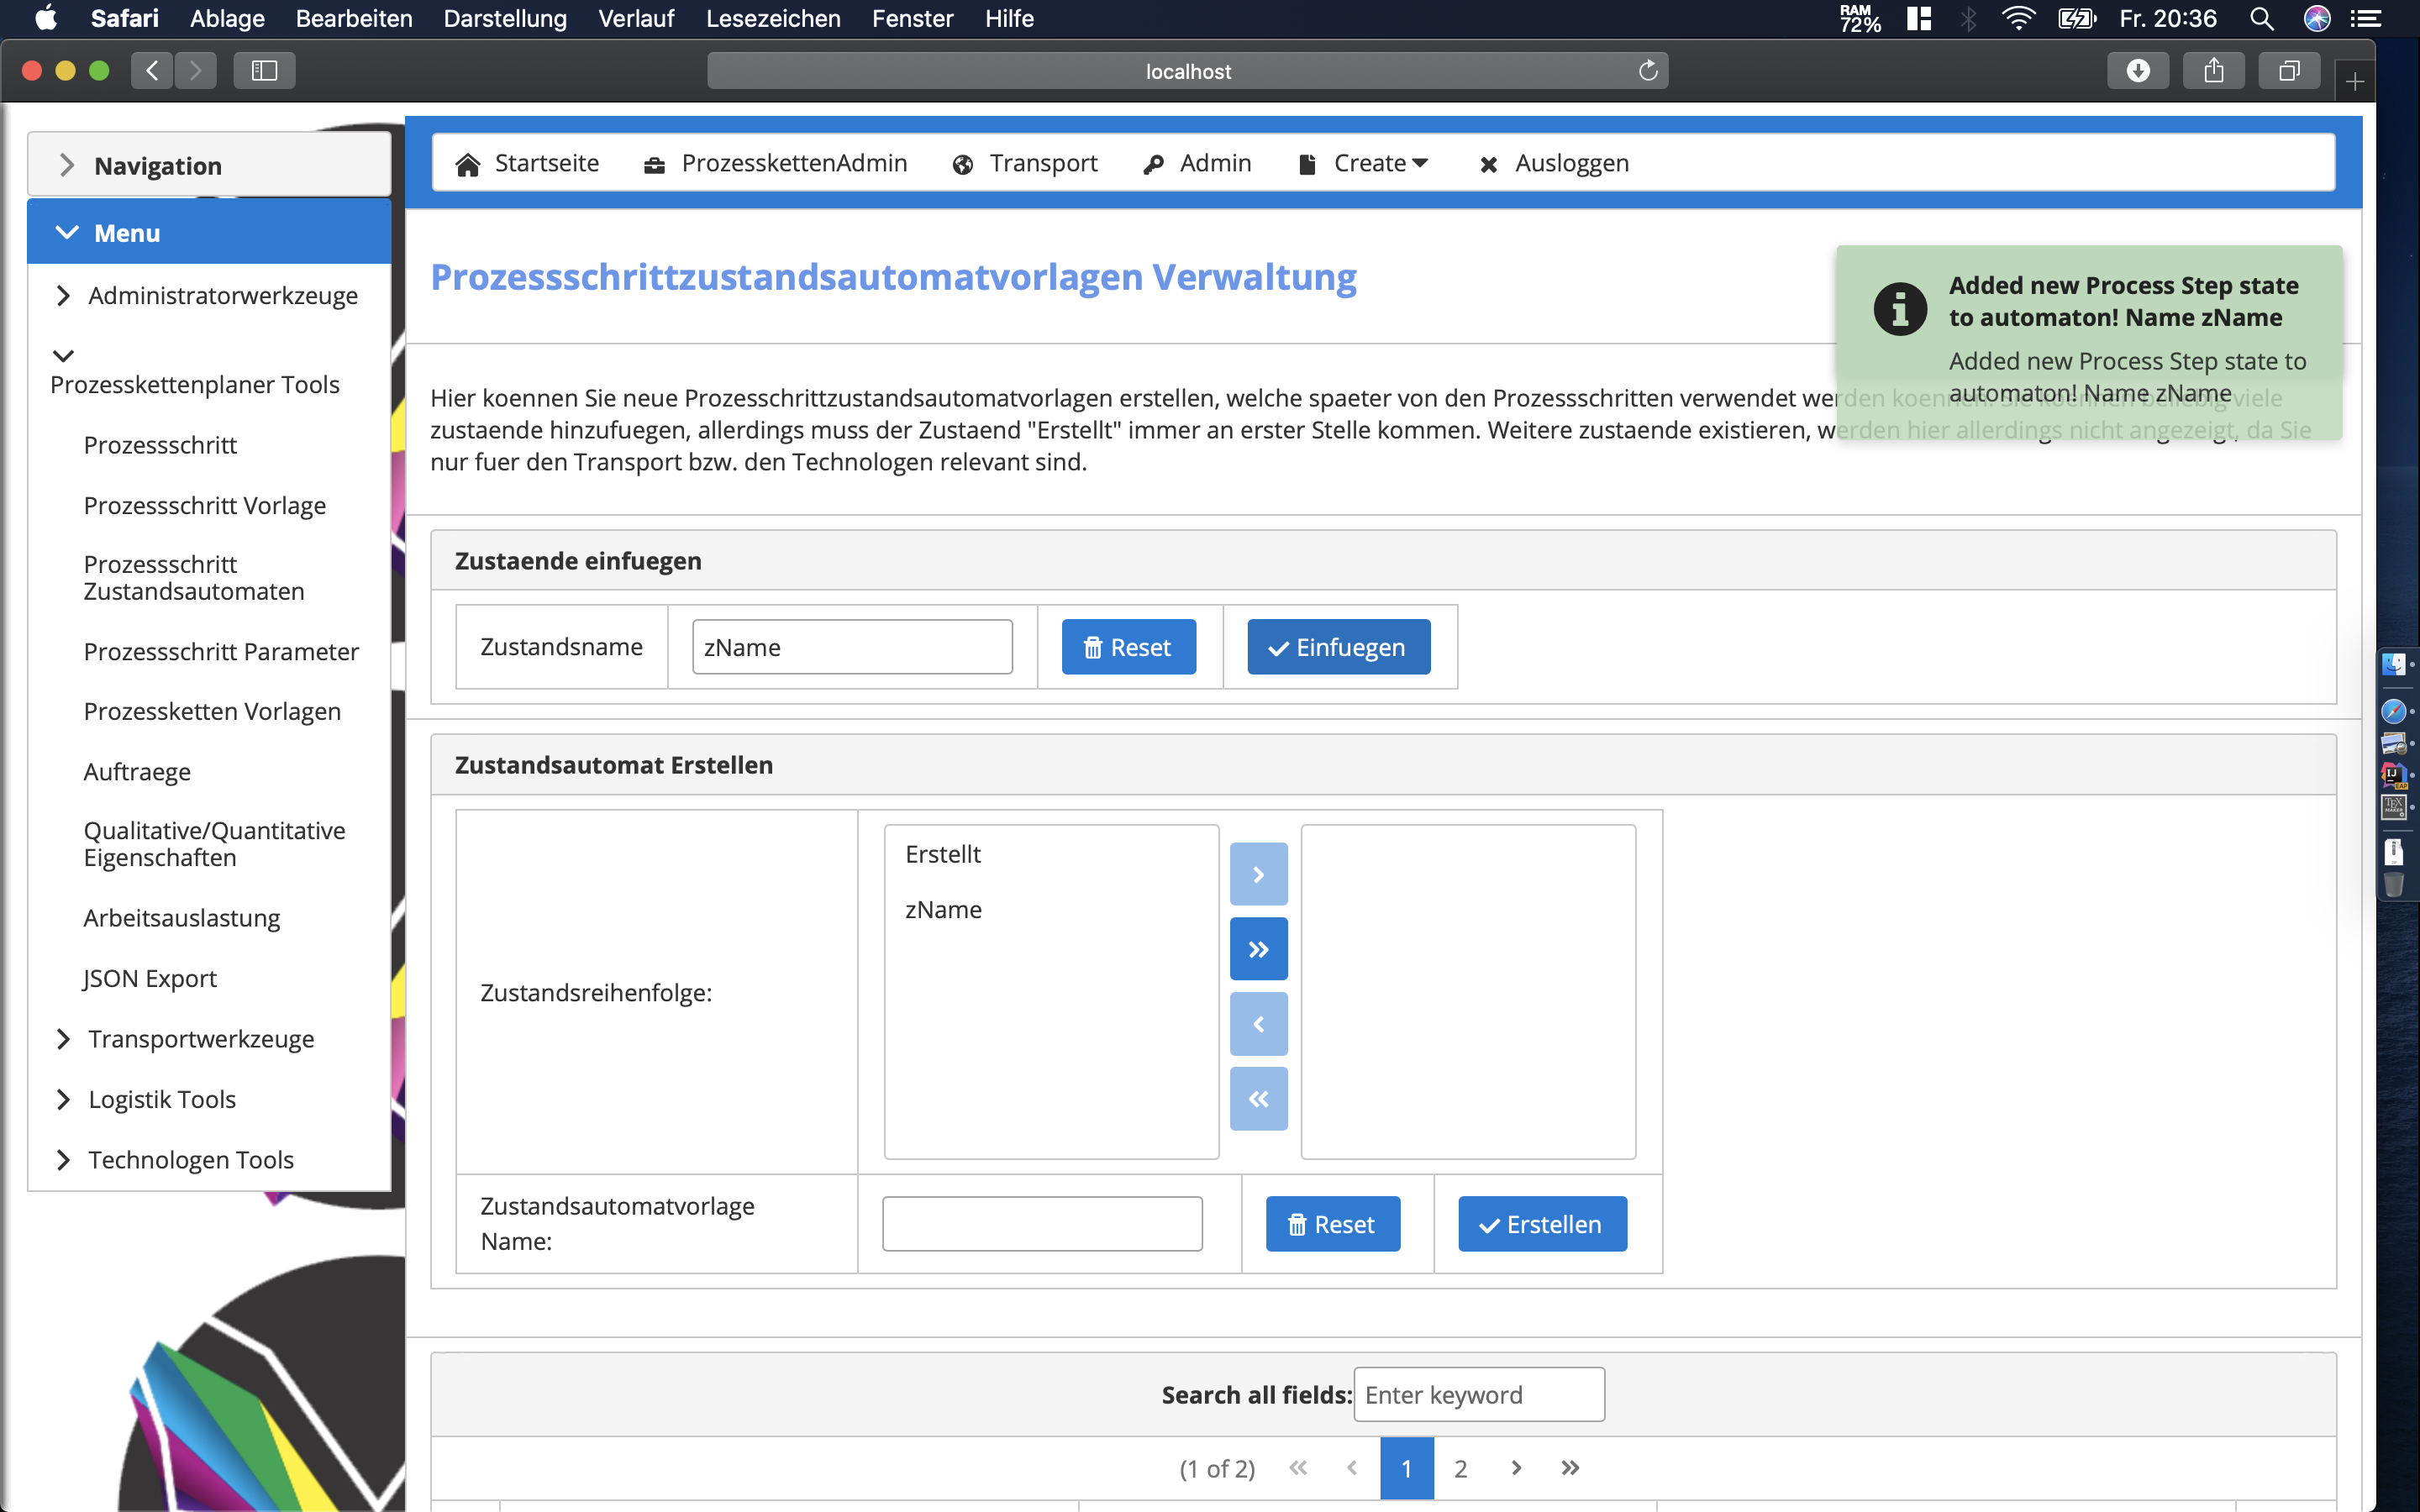 Safari Ablage Bearbeiten Darstellung Verlauf Lesezeichen Fenster Hilfe RAM 72% Fr. 20:36
localhost
Navigation
Menu
Administratorwerkzeuge
Prozesskettenplaner Tools
Prozessschritt
Prozessschritt Vorlage
Prozessschritt
Zustandsautomaten
Prozessschritt Parameter
Prozessketten Vorlagen
Auftraege
Qualitative/Quantitative
Eigenschaften
Arbeitsauslastung
JSON Export
Transportwerkzeuge
Logistik Tools
Technologen Tools
Startseite ProzesskettenAdmin Transport Admin Create Ausloggen
Prozessschrittzustandsautomatvorlagen Verwaltung
Added new Process Step state
to automaton! Name zName
Added new Process Step state to
automaton! Name zName
Hier koennen Sie neue Prozesschrittzustandsautomatvorlagen erstellen, welche spaeter von den Prozessschritten verwendet werden koennen. Sie koennen beliebig viele
zustaende hinzufuegen, allerdings muss der Zustaend "Erstellt" immer an erster Stelle kommen. Weitere zustaende existieren, werden hier allerdings nicht angezeigt, da Sie
nur fuer den Transport bzw. den Technologen relevant sind.
Zustaende einfuegen
Zustandsname zName Reset Einfuegen
Zustandsautomat Erstellen
Zustandsreihenfolge:
Erstellt
zName
Zustandsautomatvorlage
Name:
Reset Erstellen
Search all fields: Enter keyword
(1 of 2) 1 2